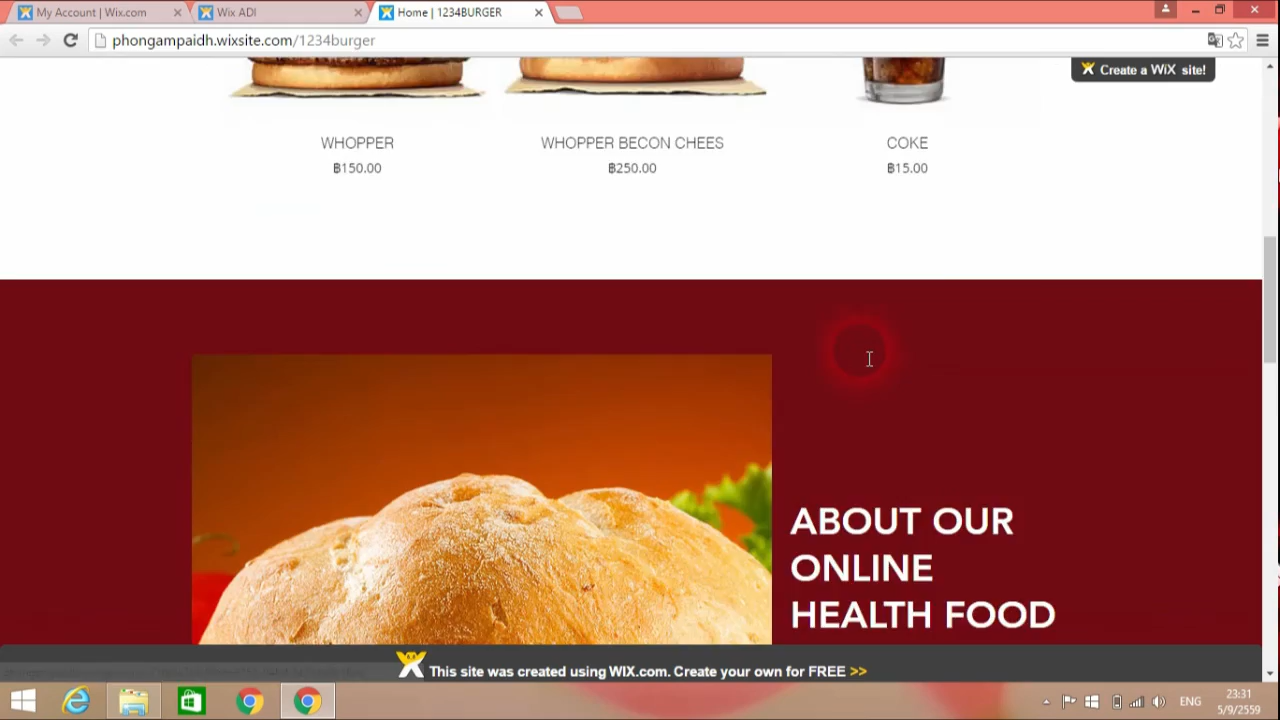 My Account | Wix.com
Wix ADI
Home | 1234BURGER
phongampaidh.wixsite.com/1234burger
Create a WiX site!
WHOPPER
WHOPPER BECON CHEES
COKE
฿150.00
฿250.00
฿15.00
ABOUT OUR
ONLINE
HEALTH FOOD
This site was created using WIX.com. Create your own for FREE >>
ENG
23:31
5/9/2559